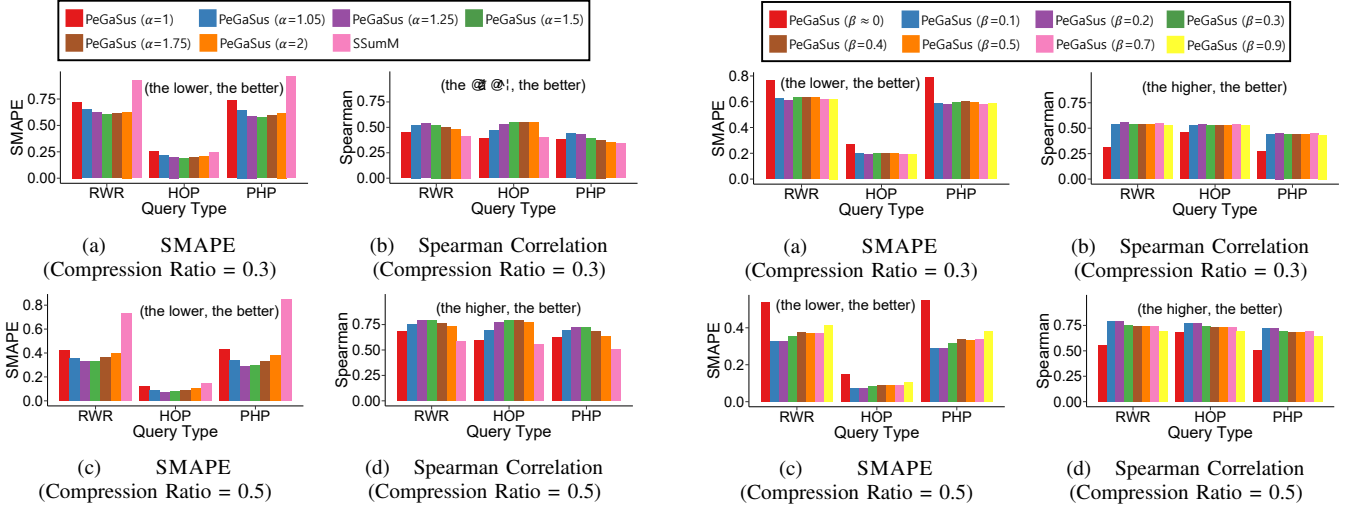 PeGaSus (α=1) PeGaSus (α=1.05) PeGaSus (α=1.25) PeGaSus (α=1.5)
PeGaSus (α=1.75) PeGaSus (α=2) SSumM
SMAPE
0.75
0.50
0.25
0.00
(the lower, the better)
RWR HOP PHP
Query Type
(a) SMAPE
(Compression Ratio = 0.3)
Spearman
0.75
0.50
0.25
0.00
(the , the better)
RWR HOP PHP
Query Type
(b) Spearman Correlation
(Compression Ratio = 0.3)
SMAPE
0.8
0.6
0.4
0.2
0.0
(the lower, the better)
RWR HOP PHP
Query Type
(c) SMAPE
(Compression Ratio = 0.5)
Spearman
0.75
0.50
0.25
0.00
(the higher, the better)
RWR HOP PHP
Query Type
(d) Spearman Correlation
(Compression Ratio = 0.5)
PeGaSus (β≈0) PeGaSus (β=0.1) PeGaSus (β=0.2) PeGaSus (β=0.3)
PeGaSus (β=0.4) PeGaSus (β=0.5) PeGaSus (β=0.7) PeGaSus (β=0.9)
SMAPE
0.8
0.6
0.4
0.2
0.0
(the lower, the better)
RWR HOP PHP
Query Type
(a) SMAPE
(Compression Ratio = 0.3)
Spearman
0.75
0.50
0.25
0.00
(the higher, the better)
RWR HOP PHP
Query Type
(b) Spearman Correlation
(Compression Ratio = 0.3)
SMAPE
0.4
0.2
0.0
(the lower, the better)
RWR HOP PHP
Query Type
(c) SMAPE
(Compression Ratio = 0.5)
Spearman
0.75
0.50
0.25
0.00
(the higher, the better)
RWR HOP PHP
Query Type
(d) Spearman Correlation
(Compression Ratio = 0.5)